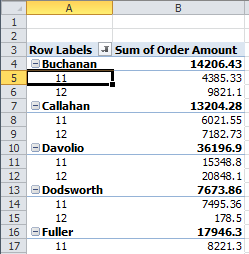 A B
1
2
3 Row Labels Sum of Order Amount
4 Buchanan 14206.43
5 11 4385.33
6 12 9821.1
7 Callahan 13204.28
8 11 6021.55
9 12 7182.73
10 Davolio 36196.9
11 11 15348.8
12 12 20848.1
13 Dodsworth 7673.86
14 11 7495.36
15 12 178.5
16 Fuller 17946.3
17 11 8221.3